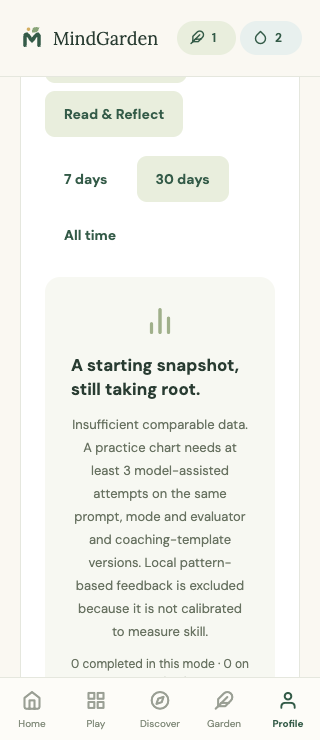 MindGarden
1
2
Read & Reflect
7 days
30 days
All time
A starting snapshot,
still taking root.
Insufficient comparable data.
A practice chart needs at
least 3 model-assisted
attempts on the same
prompt, mode and evaluator
and coaching-template
versions. Local pattern-
based feedback is excluded
because it is not calibrated
to measure skill.
0 completed in this mode · 0 on
Home
Play
Discover
Garden
Profile